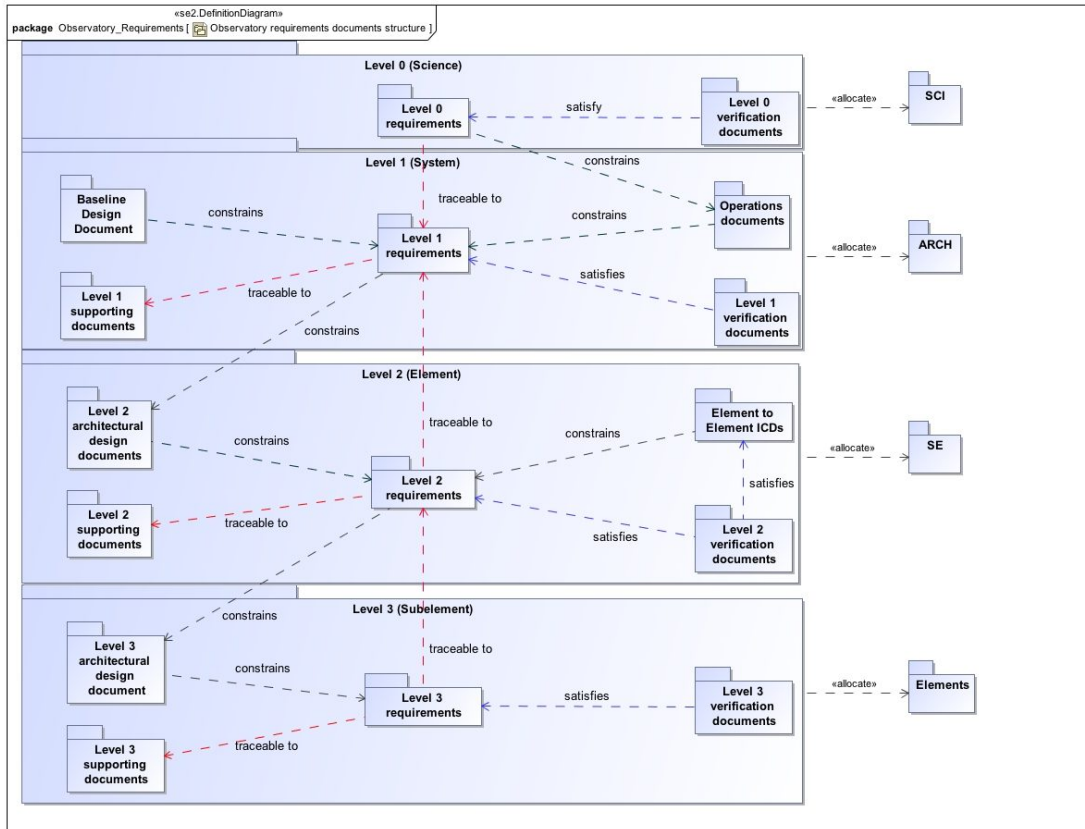 «se2.DefinitionDiagram»
package Observatory_Requirements [ Observatory requirements documents structure ]
Level 0 (Science)
Level 0
requirements
satisfy
Level 0
verification
documents
«allocate»
SCI
constrains
Level 1 (System)
traceable to
Baseline
Design
Document
constrains
Level 1
requirements
constrains
Operations
documents
«allocate»
ARCH
satisfies
Level 1
supporting
documents
traceable to
Level 1
verification
documents
constrains
Level 2 (Element)
Level 2
architectural
design
documents
traceable to
Element to
Element ICDs
constrains
constrains
«allocate»
SE
Level 2
requirements
satisfies
Level 2
supporting
documents
traceable to
satisfies
Level 2
verification
documents
Level 3 (Subelement)
constrains
traceable to
Level 3
architectural
design
document
constrains
Level 3
requirements
satisfies
Level 3
verification
documents
«allocate»
Elements
Level 3
supporting
documents
traceable to